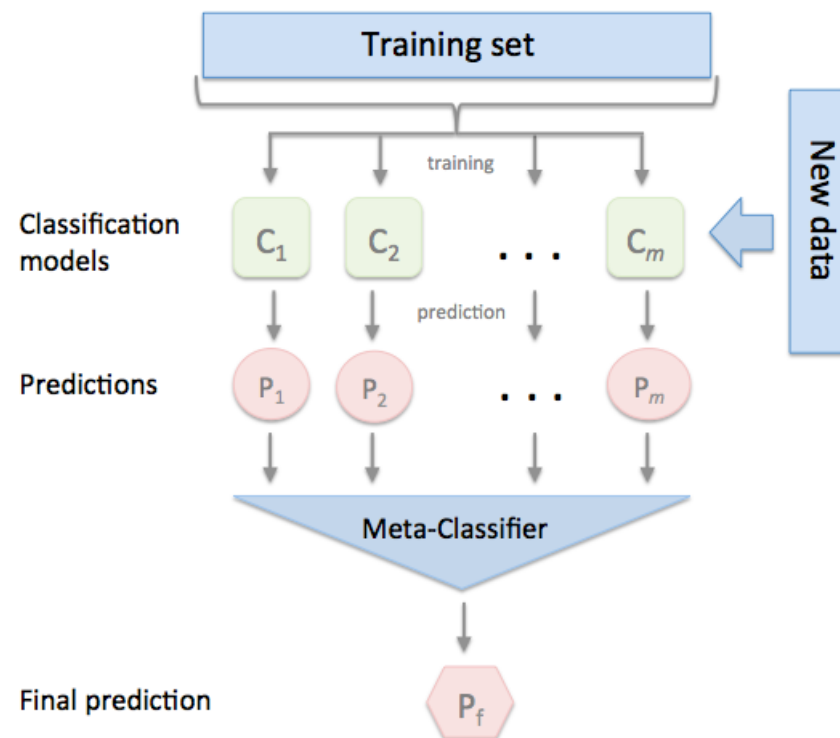 Training set
training
New data
Classification
models
C1
C2
. . .
Cm
prediction
Predictions
P1
P2
. . .
Pm
Meta-Classifier
Final prediction
Pf